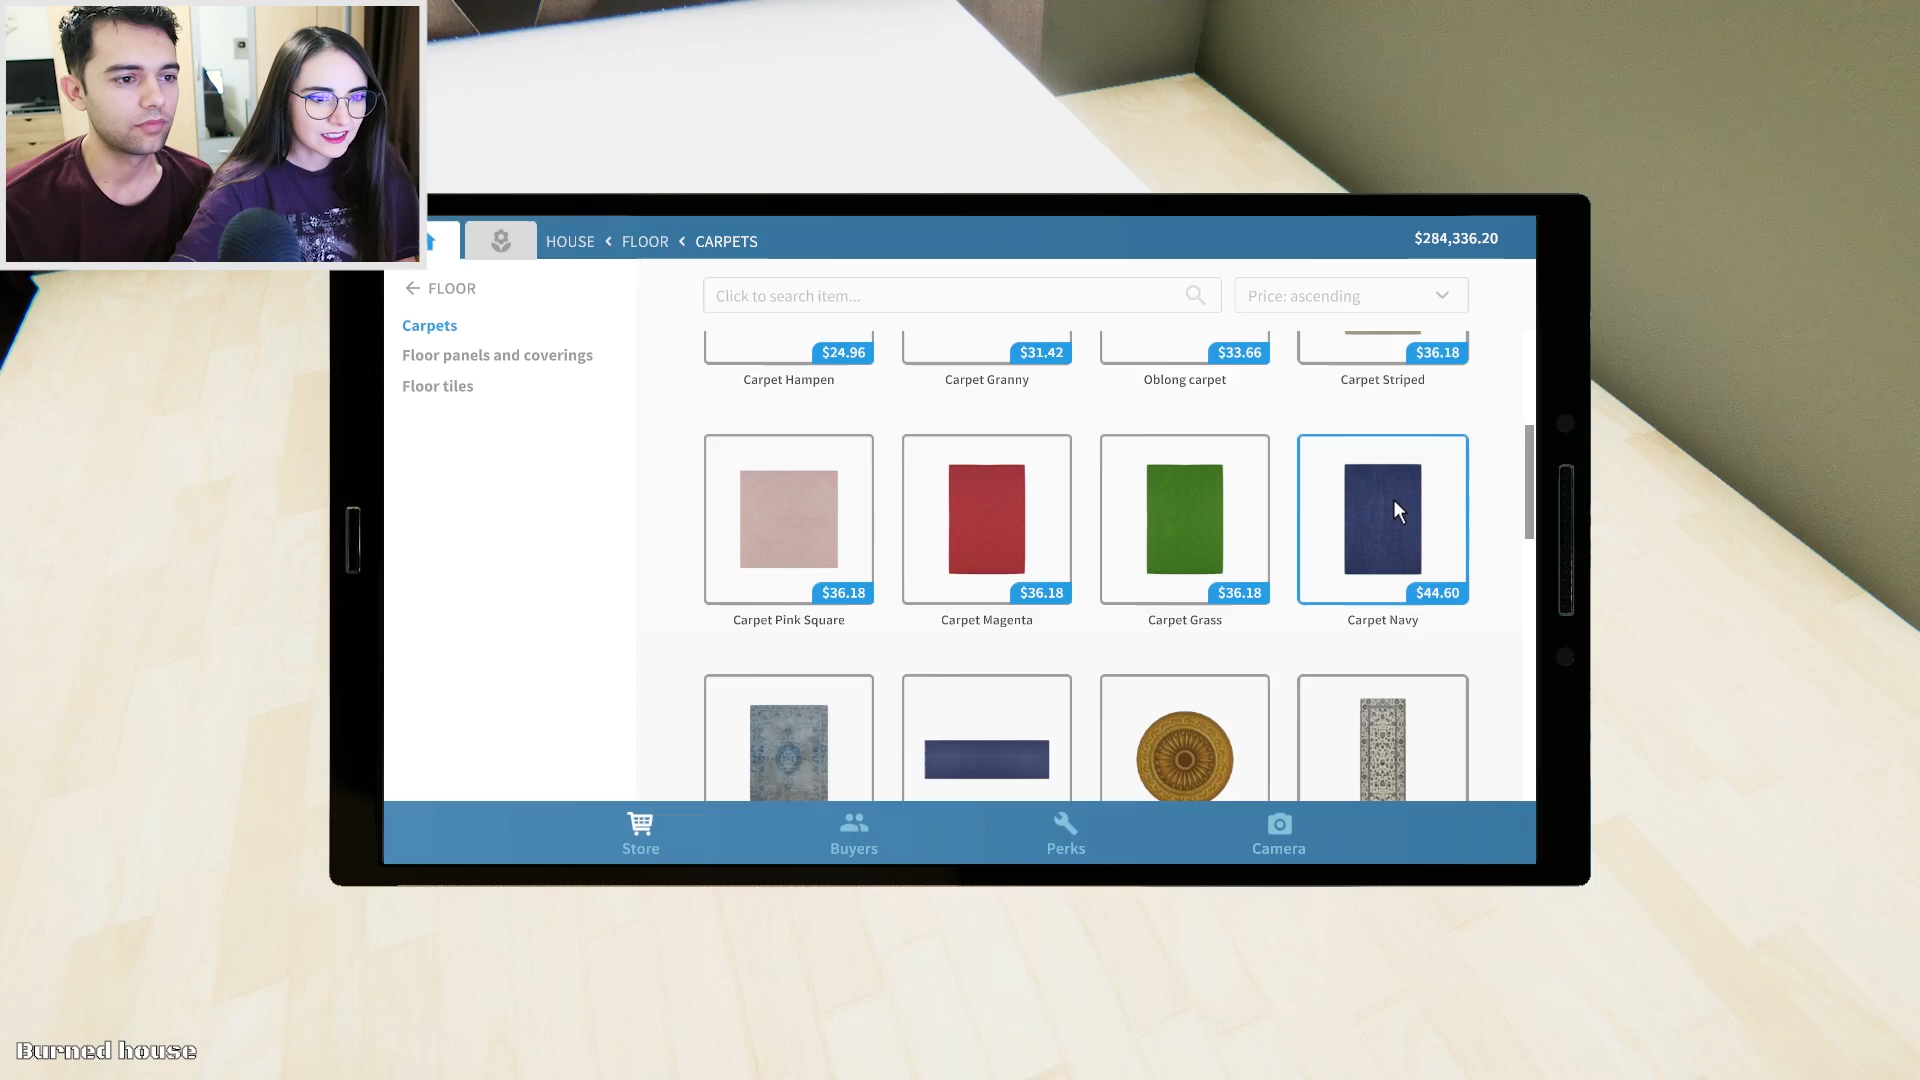 HOUSE < FLOOR < CARPETS
$284,336.20
FLOOR
Click to search item...
Price: ascending
Carpets
Floor panels and coverings
Floor tiles
$24.96
$31.42
$33.66
$36.18
Carpet Hampen
Carpet Granny
Oblong carpet
Carpet Striped
$36.18
$36.18
$36.18
$44.60
Carpet Pink Square
Carpet Magenta
Carpet Grass
Carpet Navy
Store
Buyers
Perks
Camera
Burned house